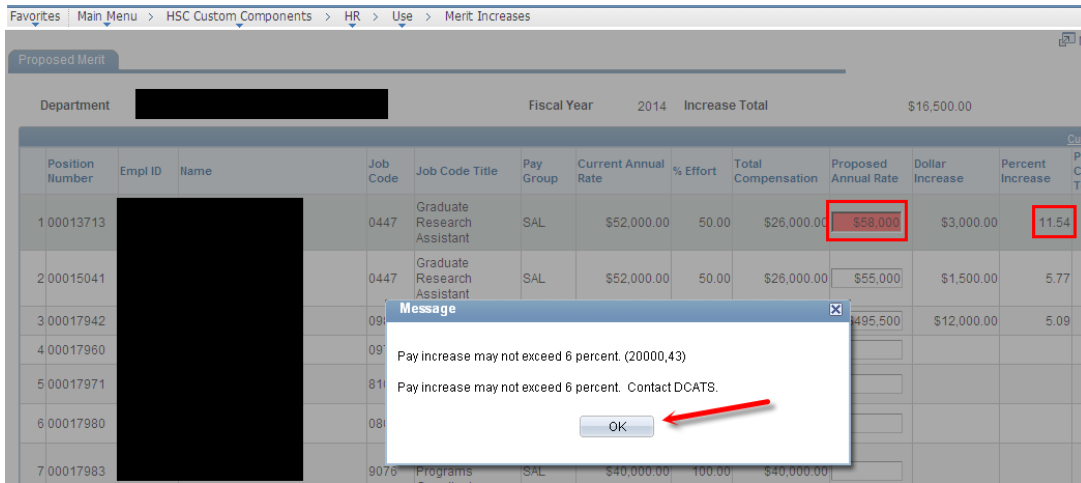 Favorites Main Menu > HSC Custom Components > HR > Use > Merit Increases
Proposed Merit
Department Fiscal Year 2014 Increase Total $16,500.00
Position Number Empl ID Name Job Code Job Code Title Pay Group Current Annual Rate % Effort Total Compensation Proposed Annual Rate Dollar Increase Percent Increase
1 00013713 0447 Graduate Research Assistant SAL $52,000.00 50.00 $26,000.00 $58,000 $3,000.00 11.54
2 00015041 0447 Graduate Research Assistant SAL $52,000.00 50.00 $26,000.00 $55,000 $1,500.00 5.77
3 00017942 $495,500 $12,000.00 5.09
4 00017960
5 00017971
6 00017980
7 00017983 9076 Programs SAL $40,000.00 100.00 $40,000.00
Message
Pay increase may not exceed 6 percent. (20000,43)
Pay increase may not exceed 6 percent. Contact DCATS.
OK